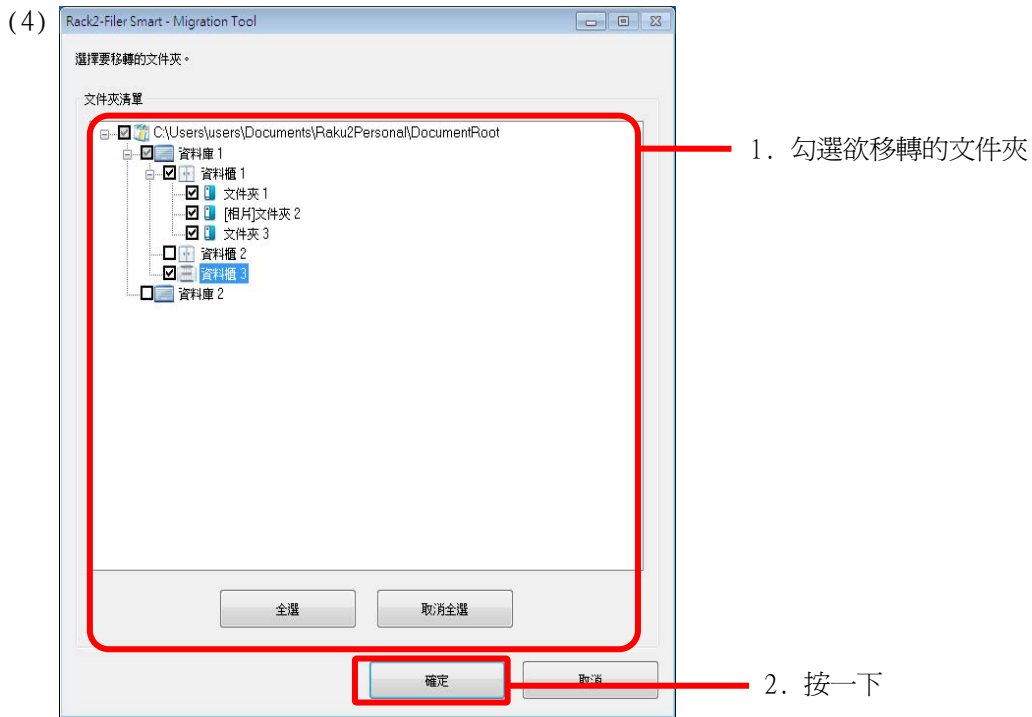 (4)
Rack2-Filer Smart - Migration Tool
選擇要移轉的文件夾。
文件夾清單
C:\Users\users\Documents\Raku2Personal\DocumentRoot
資料庫 1
資料櫃 1
文件夾 1
[相片]文件夾 2
文件夾 3
資料櫃 2
資料櫃 3
資料庫 2
1. 勾選欲移轉的文件夾
全選 取消全選
確定 取消
2. 按一下